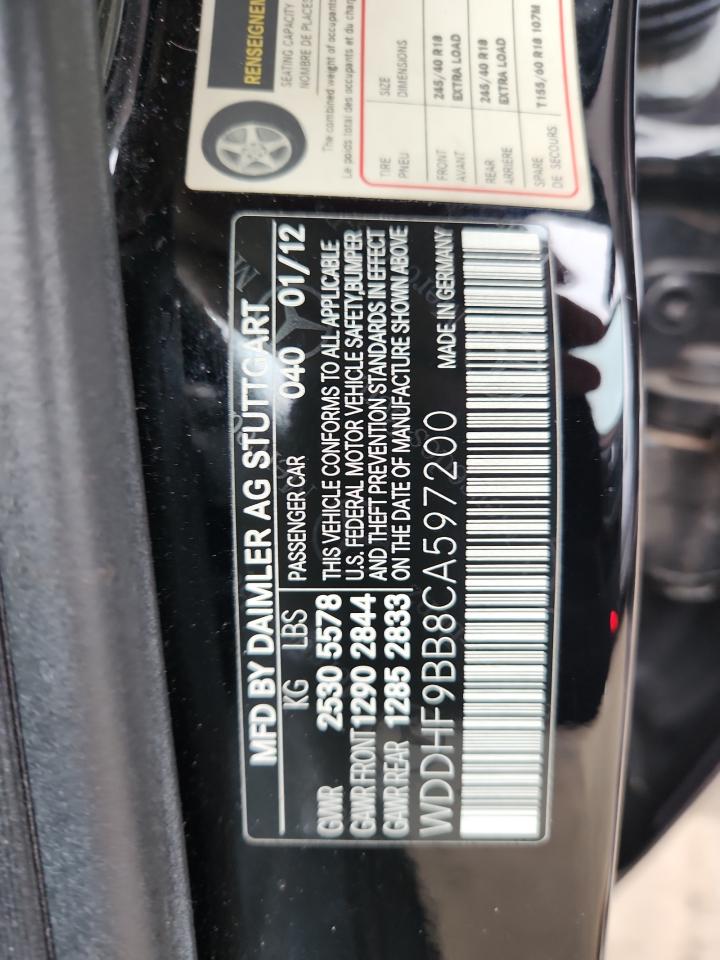 MFD BY DAIMLER AG STUTTGART
KG LBS PASSENGER CAR 040 01/12
GVWR 2530 5578 THIS VEHICLE CONFORMS TO ALL APPLICABLE
GAWR FRONT 1290 2844 U.S. FEDERAL MOTOR VEHICLE SAFETY,BUMPER
GAWR REAR 1285 2833 AND THEFT PREVENTION STANDARDS IN EFFECT
ON THE DATE OF MANUFACTURE SHOWN ABOVE
WDDHF9BB8CA597200 MADE IN GERMANY
SEATING CAPACITY
NOMBRE DE PLACES
The combined weight of occupants
Le poids total des occupants et du
TIRE SIZE
PNEU DIMENSIONS
FRONT 245/40 R18
AVANT EXTRA LOAD
REAR 245/40 R18
ARRIÈRE EXTRA LOAD
SPARE T155/60 R18 107M
DE SECOURS